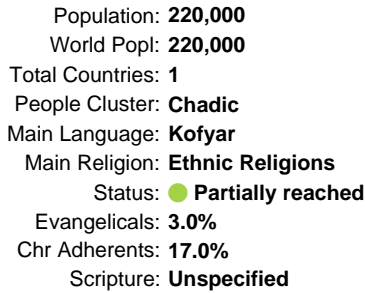 Population: 220,000
World Popl: 220,000
Total Countries: 1
People Cluster: Chadic
Main Language: Kofyar
Main Religion: Ethnic Religions
Status: Partially reached
Evangelicals: 3.0%
Chr Adherents: 17.0%
Scripture: Unspecified